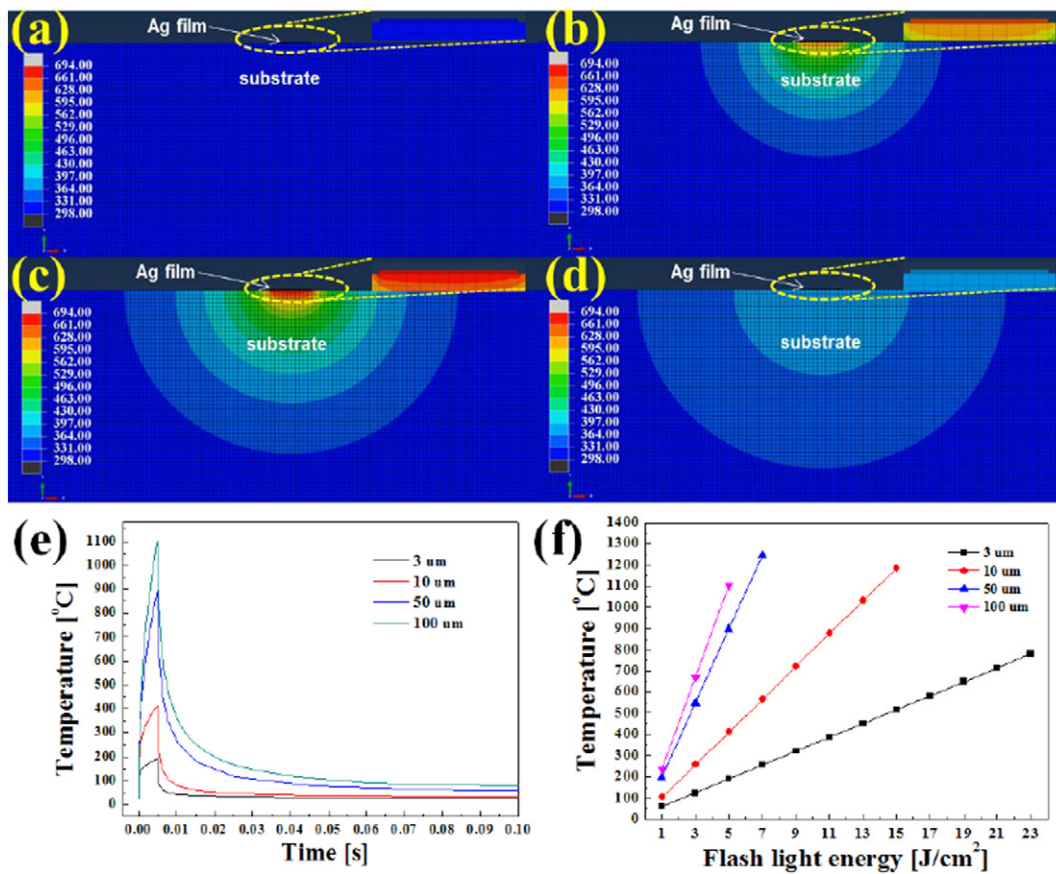 (a)
Ag film
substrate
694.00
661.00
628.00
595.00
562.00
529.00
496.00
463.00
430.00
397.00
364.00
331.00
298.00
(b)
Ag film
substrate
694.00
661.00
628.00
595.00
562.00
529.00
496.00
463.00
430.00
397.00
364.00
331.00
298.00
(c)
Ag film
substrate
694.00
661.00
628.00
595.00
562.00
529.00
496.00
463.00
430.00
397.00
364.00
331.00
298.00
(d)
Ag film
substrate
694.00
661.00
628.00
595.00
562.00
529.00
496.00
463.00
430.00
397.00
364.00
331.00
298.00
(e)
Temperature [°C]
1100
1000
900
800
700
600
500
400
300
200
100
0
3 um
10 um
50 um
100 um
0.00 0.01 0.02 0.03 0.04 0.05 0.06 0.07 0.08 0.09 0.10
Time [s]
(f)
Temperature [°C]
1400
1300
1200
1100
1000
900
800
700
600
500
400
300
200
100
0
3 um
10 um
50 um
100 um
1 3 5 7 9 11 13 15 17 19 21 23
Flash light energy [J/cm²]